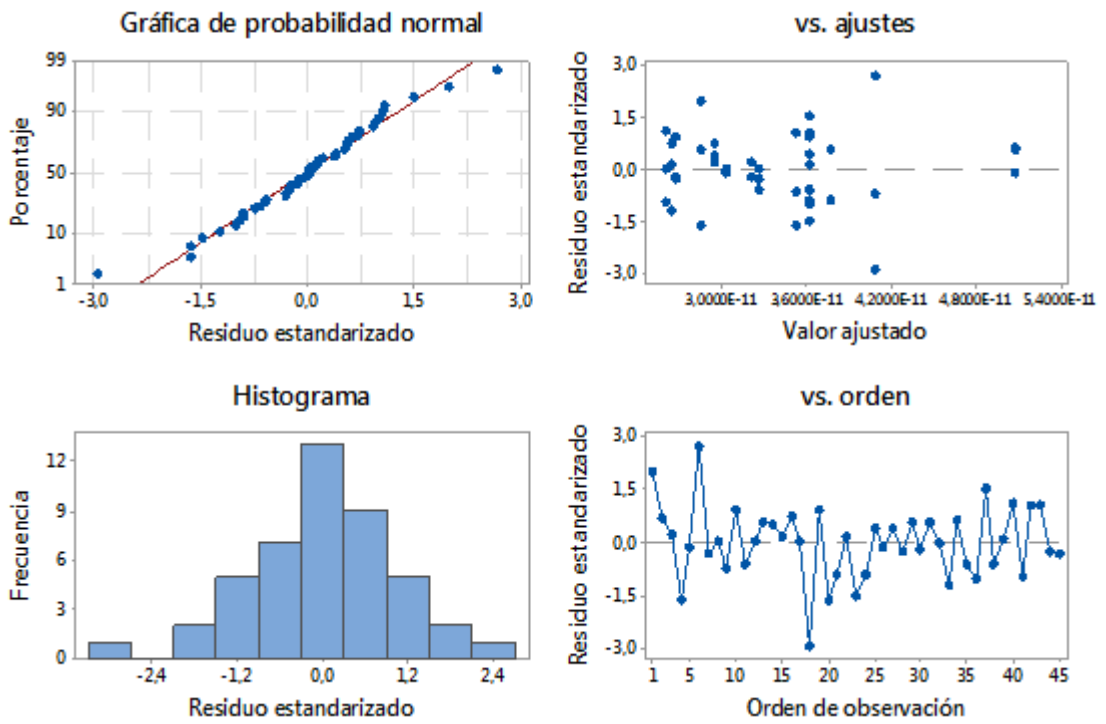 Gráfica de probabilidad normal
Porcentaje
99
90
50
10
1
-3,0 -1,5 0,0 1,5 3,0
Residuo estandarizado
vs. ajustes
Residuo estandarizado
3,0
1,5
0,0
-1,5
-3,0
3,0000E-11 3,6000E-11 4,2000E-11 4,8000E-11 5,4000E-11
Valor ajustado
Histograma
Frecuencia
12
9
6
3
0
-2,4 -1,2 0,0 1,2 2,4
Residuo estandarizado
vs. orden
Residuo estandarizado
3,0
1,5
0,0
-1,5
-3,0
1 5 10 15 20 25 30 35 40 45
Orden de observación